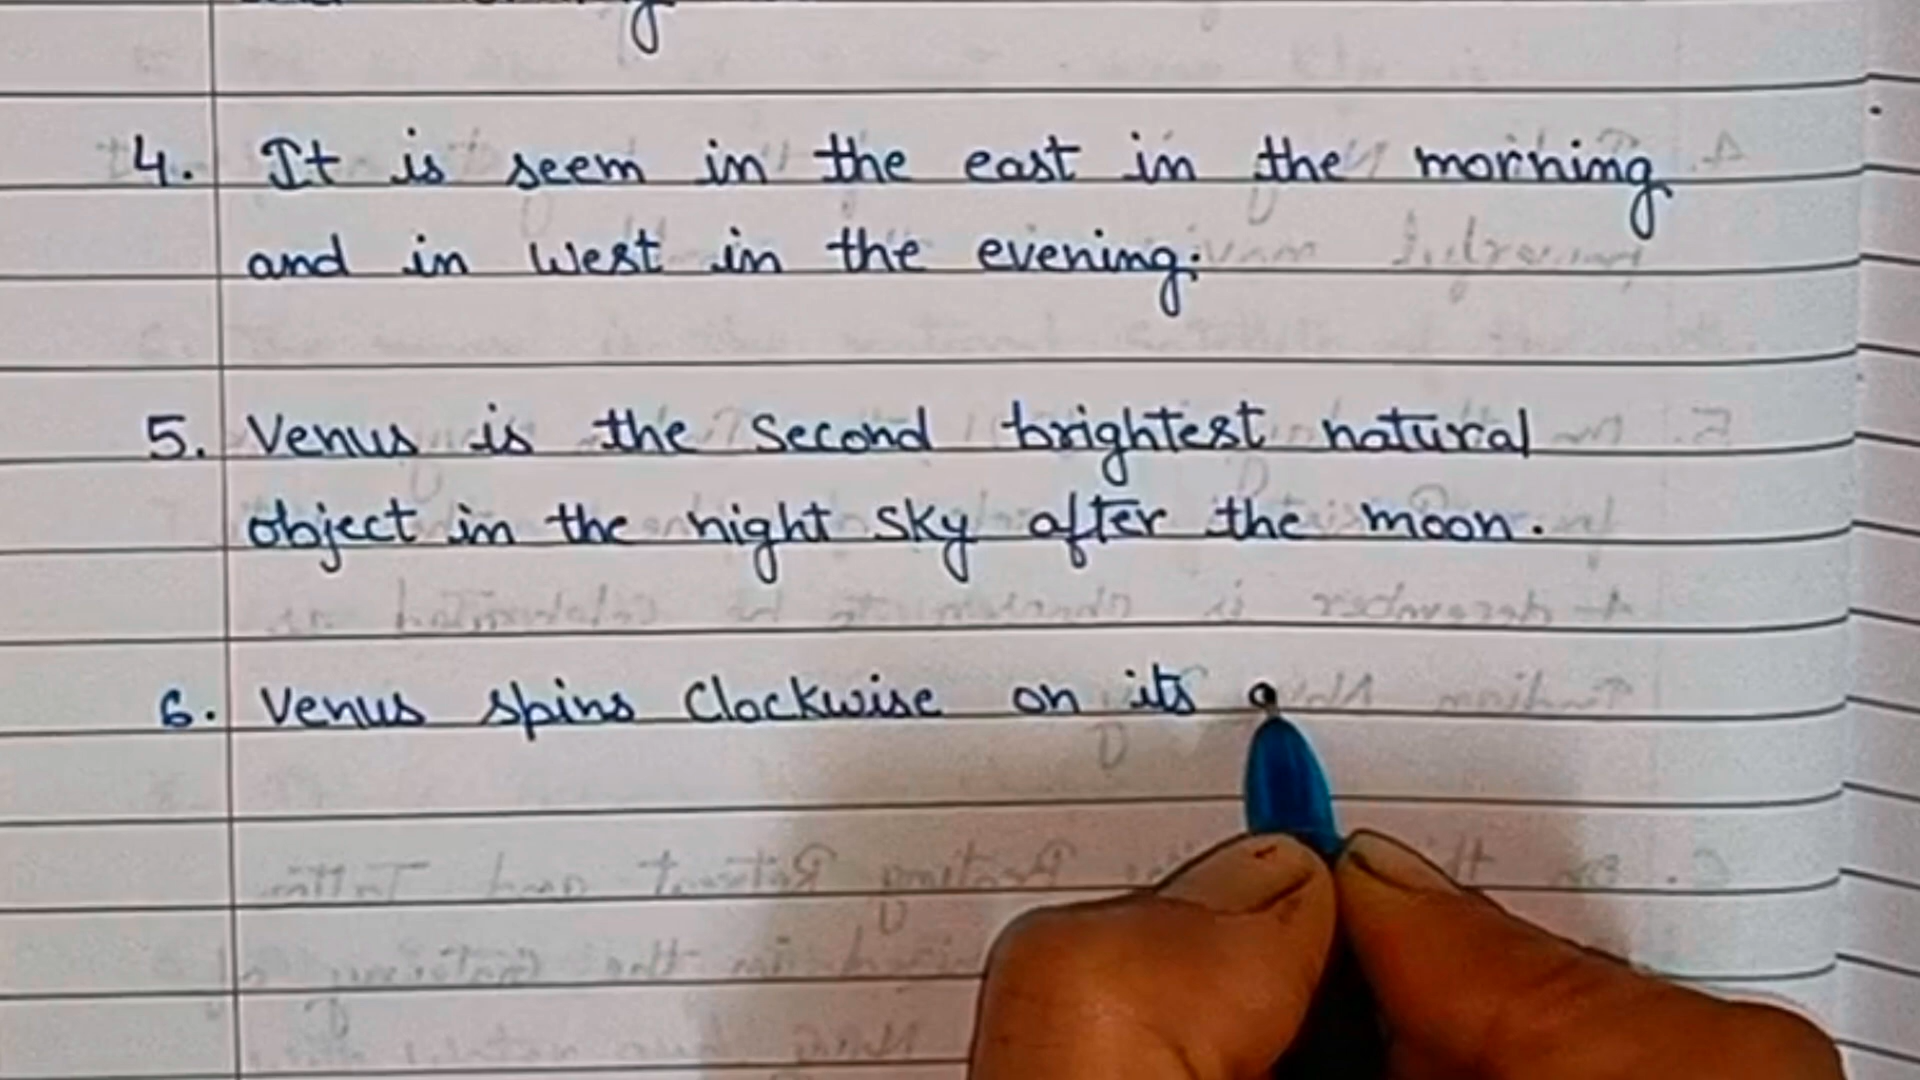 4. It is seem in the east in the morning
and in west in the evening.
5. Venus is the second brightest natural
object in the night sky after the moon.
6. Venus spins Clockwise on its a